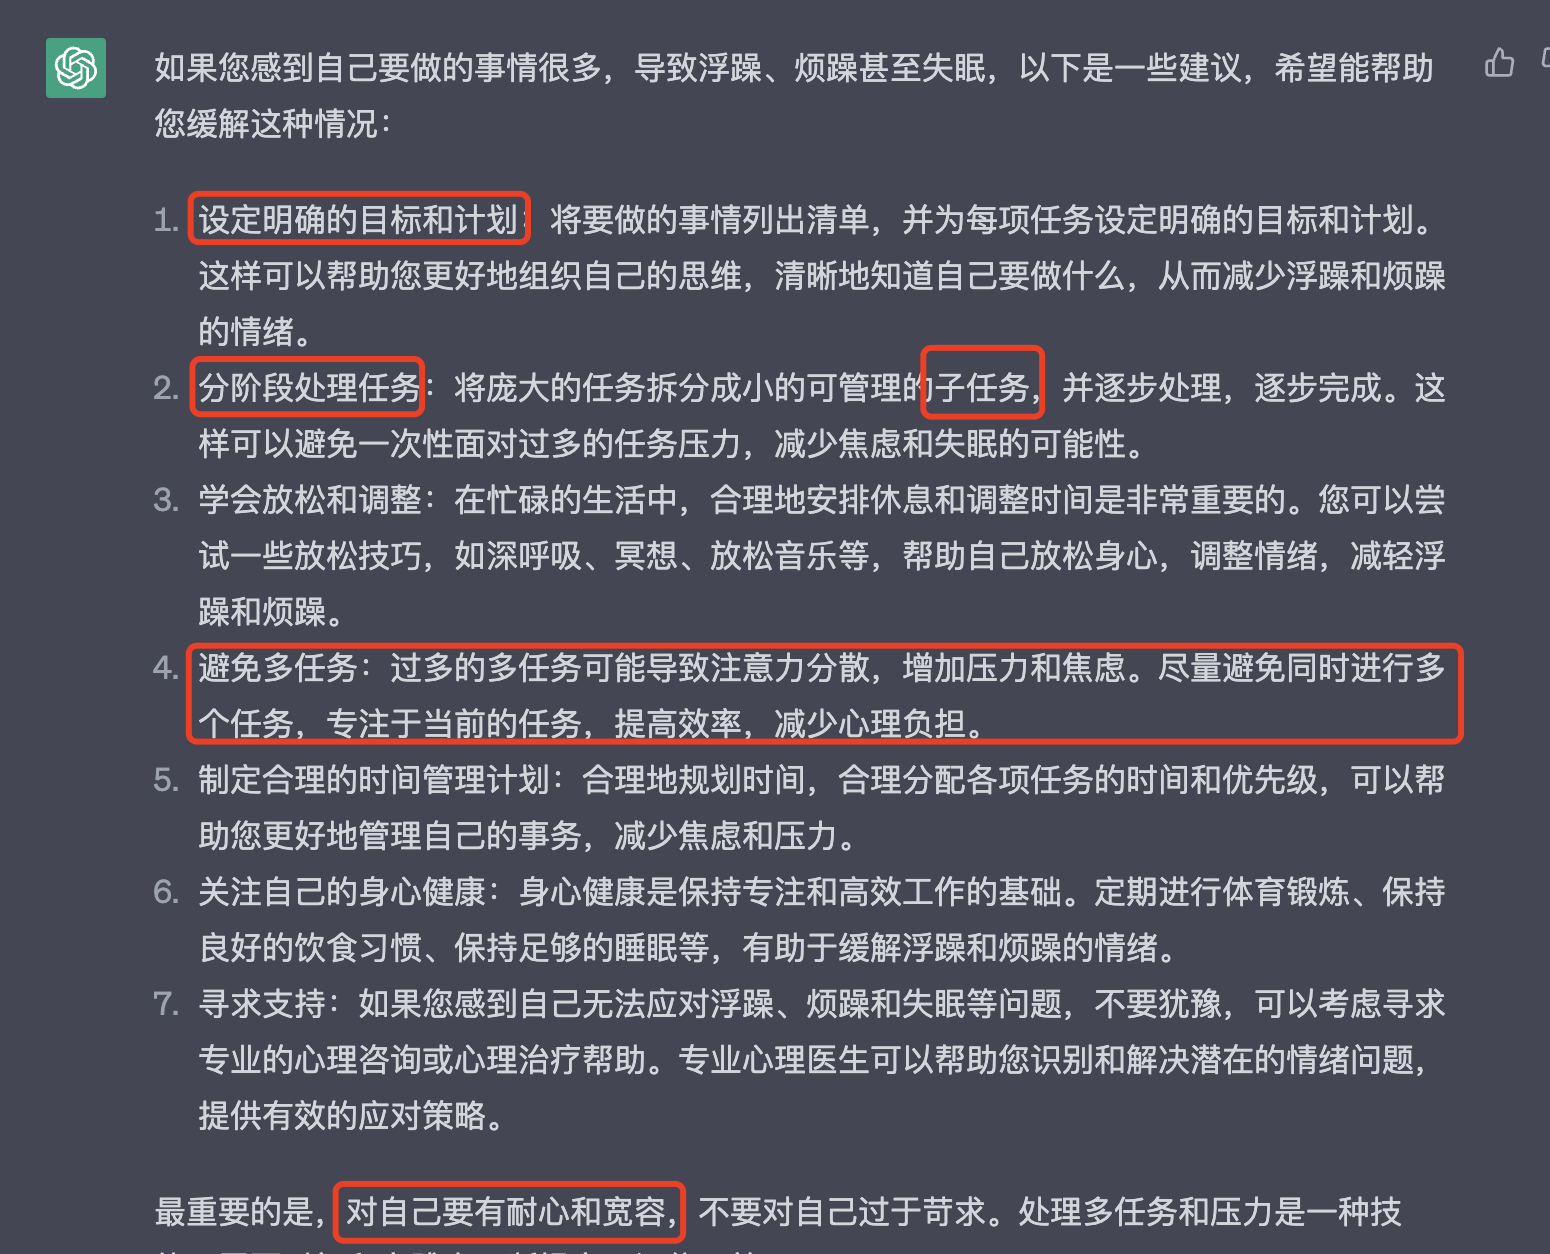 如果您感到自己要做的事情很多，导致浮躁、烦躁甚至失眠，以下是一些建议，希望能帮助
您缓解这种情况：
1. 设定明确的目标和计划：将要做的事情列出清单，并为每项任务设定明确的目标和计划。
这样可以帮助您更好地组织自己的思维，清晰地知道自己要做什么，从而减少浮躁和烦躁
的情绪。
2. 分阶段处理任务：将庞大的任务拆分成小的可管理的子任务，并逐步处理，逐步完成。这
样可以避免一次性面对过多的任务压力，减少焦虑和失眠的可能性。
3. 学会放松和调整：在忙碌的生活中，合理地安排休息和调整时间是非常重要的。您可以尝
试一些放松技巧，如深呼吸、冥想、放松音乐等，帮助自己放松身心，调整情绪，减轻浮
躁和烦躁。
4. 避免多任务：过多的多任务可能导致注意力分散，增加压力和焦虑。尽量避免同时进行多
个任务，专注于当前的任务，提高效率，减少心理负担。
5. 制定合理的时间管理计划：合理地规划时间，合理分配各项任务的时间和优先级，可以帮
助您更好地管理自己的事务，减少焦虑和压力。
6. 关注自己的身心健康：身心健康是保持专注和高效工作的基础。定期进行体育锻炼、保持
良好的饮食习惯、保持足够的睡眠等，有助于缓解浮躁和烦躁的情绪。
7. 寻求支持：如果您感到自己无法应对浮躁、烦躁和失眠等问题，不要犹豫，可以考虑寻求
专业的心理咨询或心理治疗帮助。专业心理医生可以帮助您识别和解决潜在的情绪问题，
提供有效的应对策略。
最重要的是，对自己要有耐心和宽容，不要对自己过于苛求。处理多任务和压力是一种技